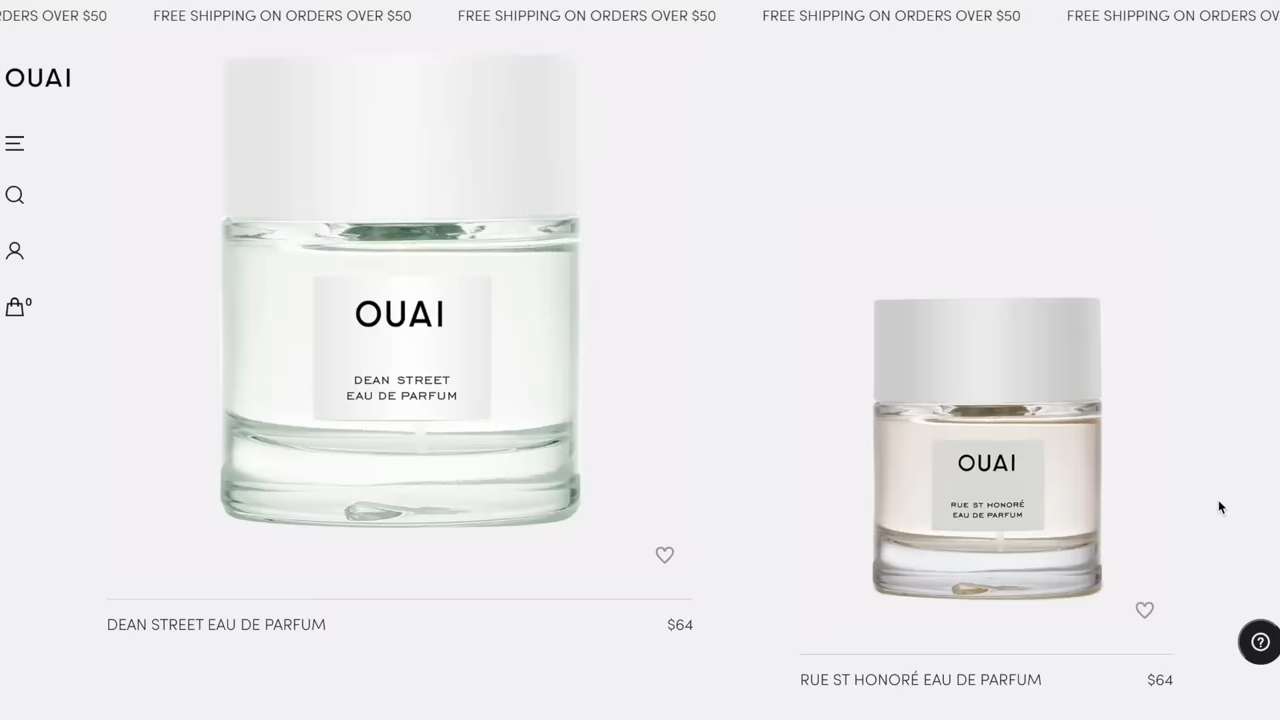 RDERS OVER $50 FREE SHIPPING ON ORDERS OVER $50 FREE SHIPPING ON ORDERS OVER $50 FREE SHIPPING ON ORDERS OVER $50 FREE SHIPPING ON ORDERS OV
OUAI
0
OUAI
DEAN STREET
EAU DE PARFUM
DEAN STREET EAU DE PARFUM $64
OUAI
RUE ST HONORÉ
EAU DE PARFUM
RUE ST HONORÉ EAU DE PARFUM $64